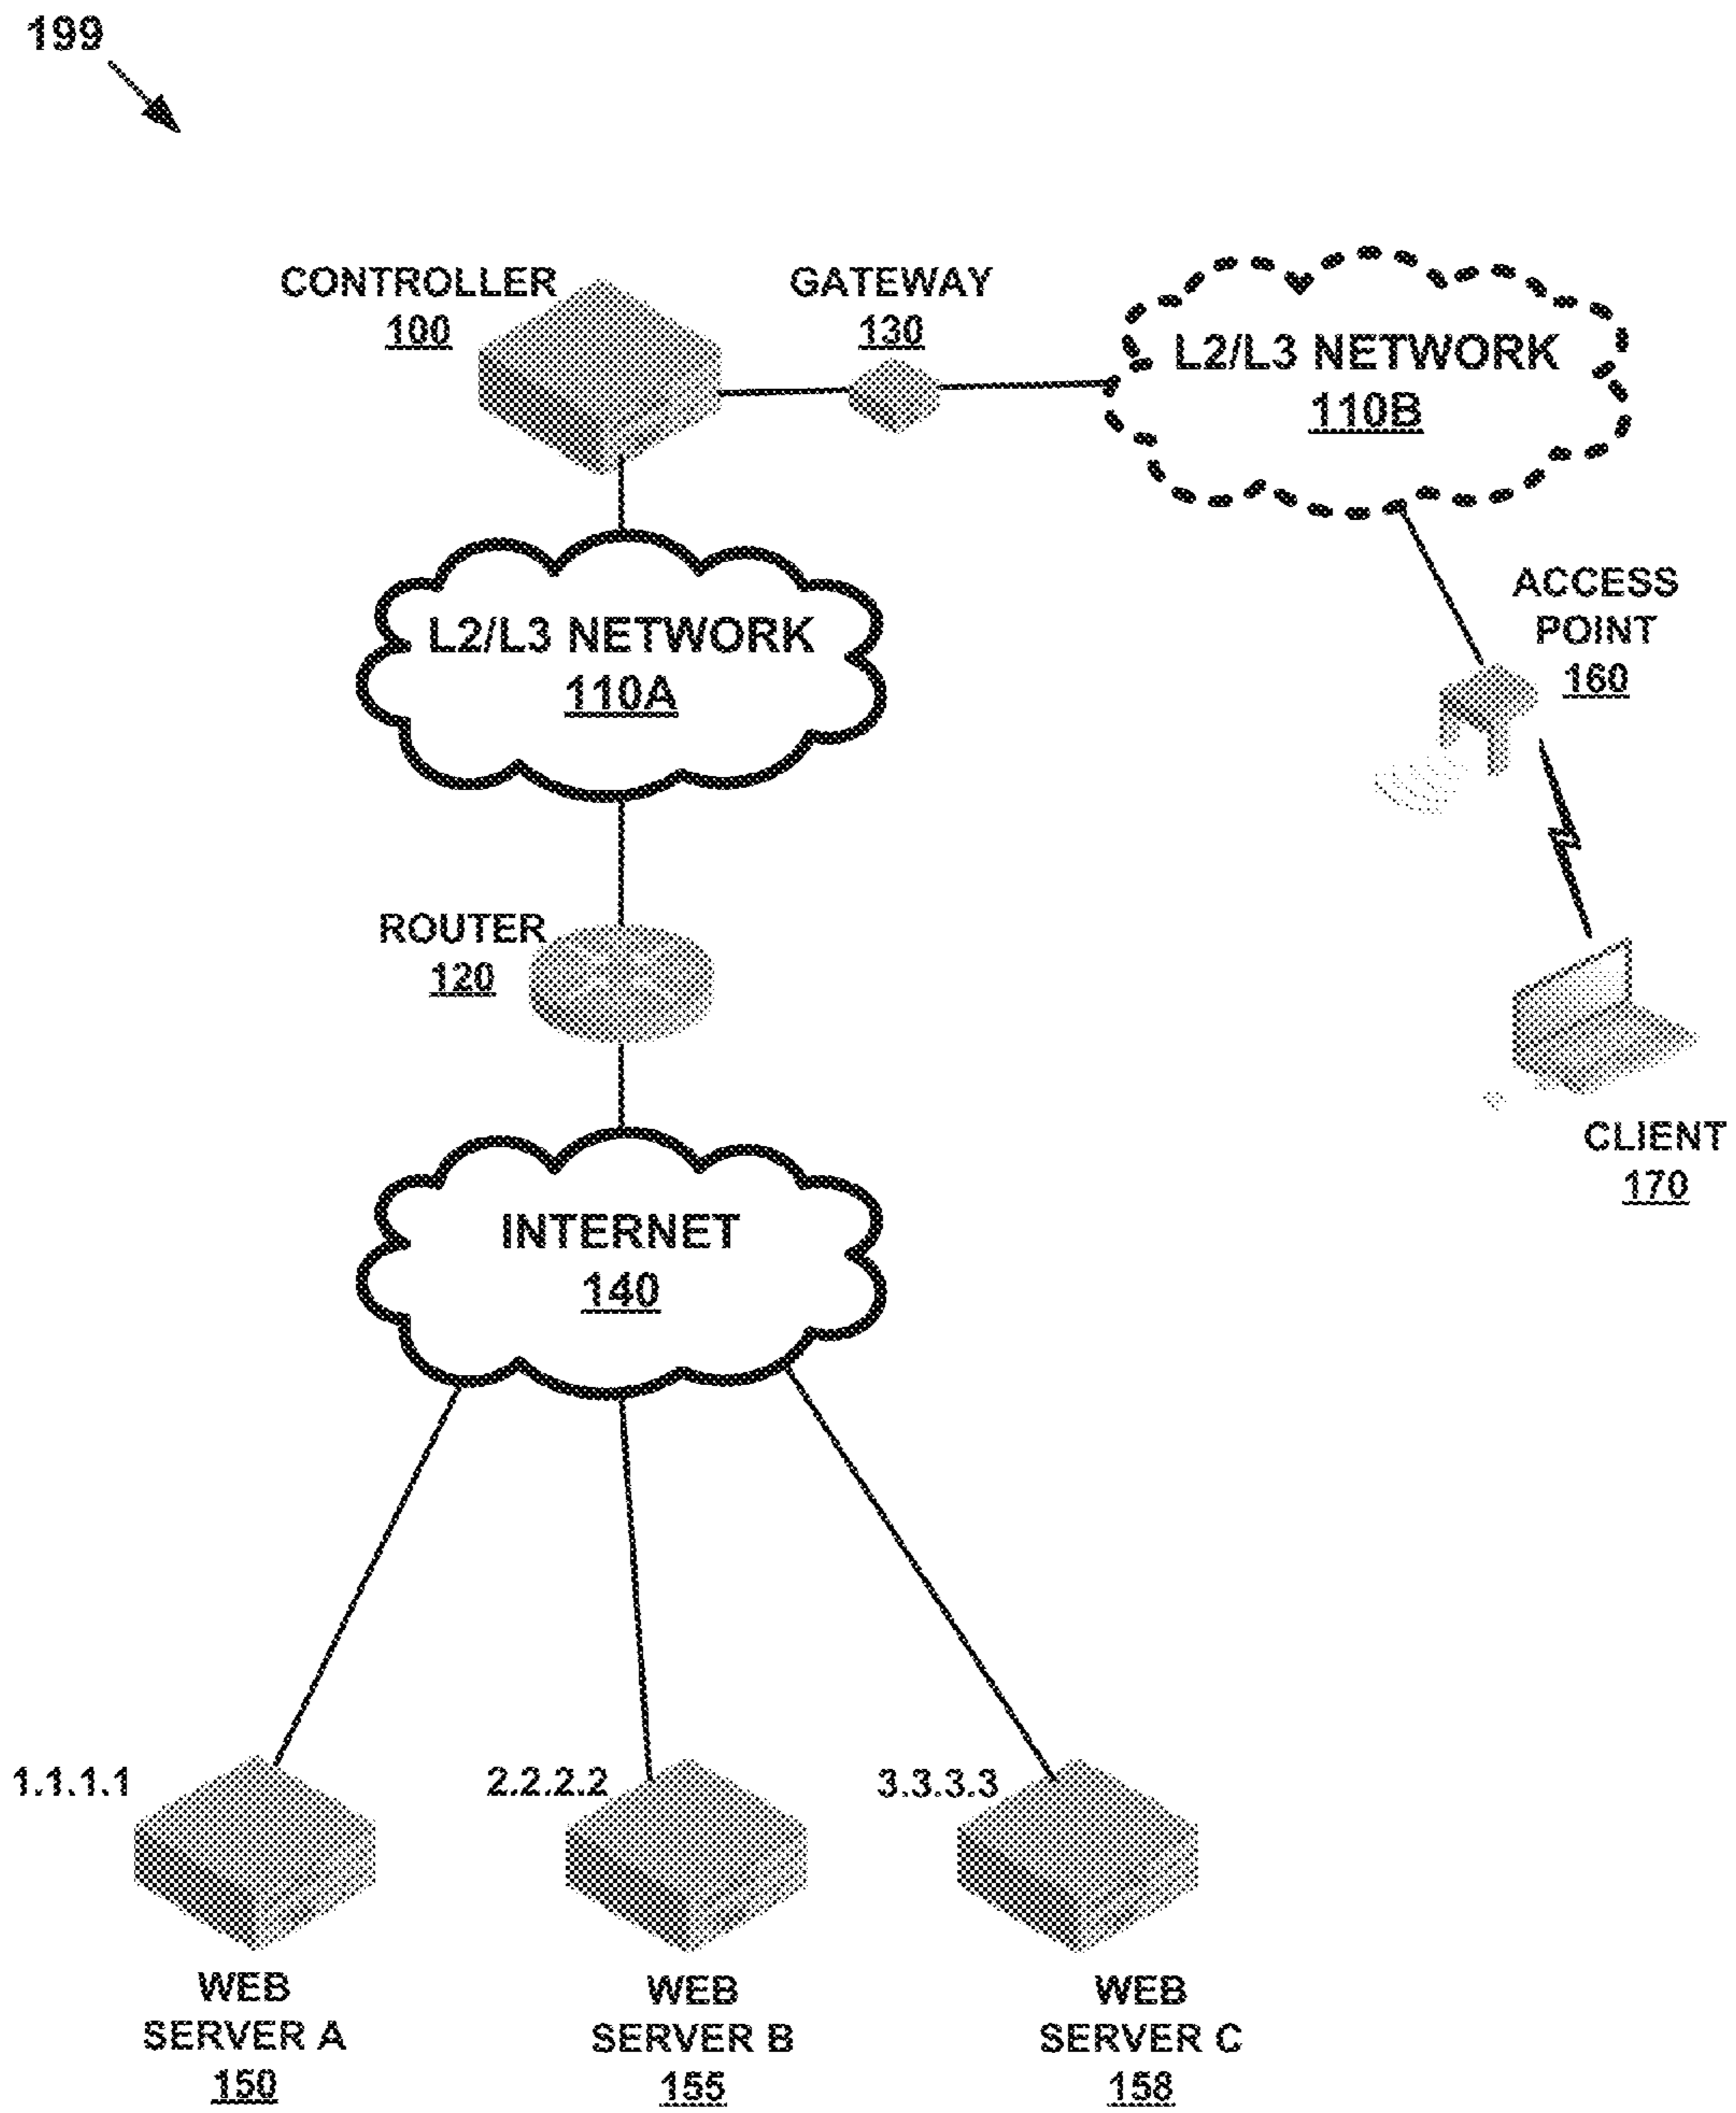 199
CONTROLLER
100
GATEWAY
130
L2/L3 NETWORK
110B
L2/L3 NETWORK
110A
ACCESS
POINT
160
ROUTER
120
CLIENT
170
INTERNET
140
1.1.1.1
2.2.2.2
3.3.3.3
WEB
SERVER A
150
WEB
SERVER B
155
WEB
SERVER C
158